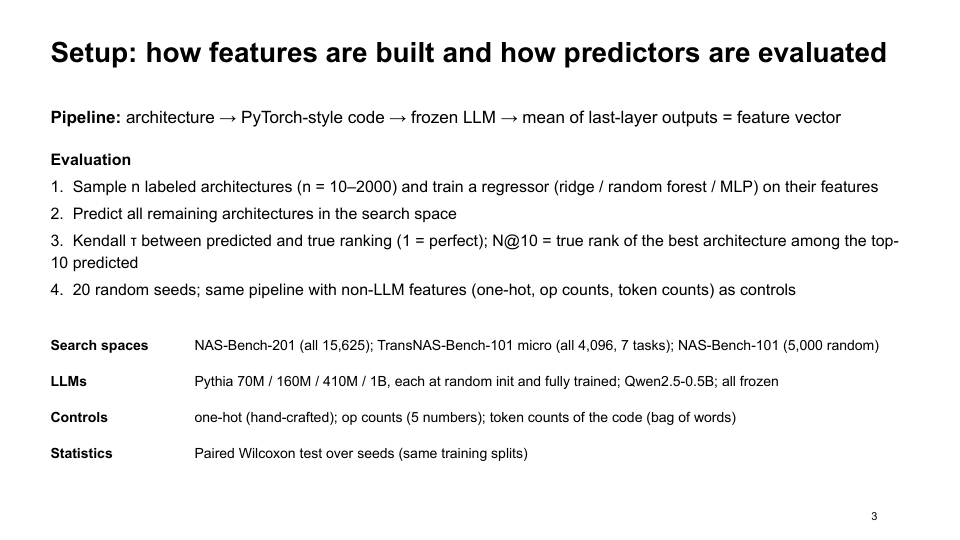 Setup: how features are built and how predictors are evaluated
Pipeline: architecture → PyTorch-style code → frozen LLM → mean of last-layer outputs = feature vector
Evaluation
1. Sample n labeled architectures (n = 10–2000) and train a regressor (ridge / random forest / MLP) on their features
2. Predict all remaining architectures in the search space
3. Kendall τ between predicted and true ranking (1 = perfect); N@10 = true rank of the best architecture among the top-
10 predicted
4. 20 random seeds; same pipeline with non-LLM features (one-hot, op counts, token counts) as controls
Search spaces NAS-Bench-201 (all 15,625); TransNAS-Bench-101 micro (all 4,096, 7 tasks); NAS-Bench-101 (5,000 random)
LLMs Pythia 70M / 160M / 410M / 1B, each at random init and fully trained; Qwen2.5-0.5B; all frozen
Controls one-hot (hand-crafted); op counts (5 numbers); token counts of the code (bag of words)
Statistics Paired Wilcoxon test over seeds (same training splits)
3